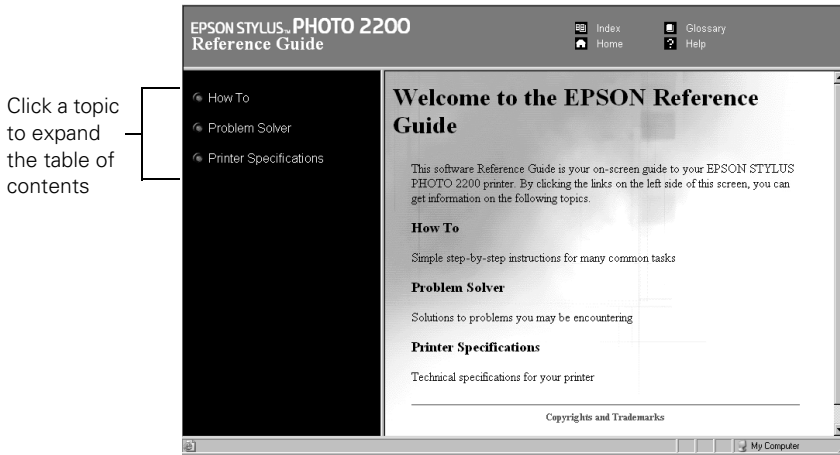 EPSON STYLUS™ PHOTO 2200
Reference Guide
Index
Glossary
Home
Help
Click a topic
to expand
the table of
contents
How To
Problem Solver
Printer Specifications
Welcome to the EPSON Reference
Guide
This software Reference Guide is your on-screen guide to your EPSON STYLUS
PHOTO 2200 printer. By clicking the links on the left side of this screen, you can
get information on the following topics.
How To
Simple step-by-step instructions for many common tasks
Problem Solver
Solutions to problems you may be encountering
Printer Specifications
Technical specifications for your printer
Copyrights and Trademarks
My Computer